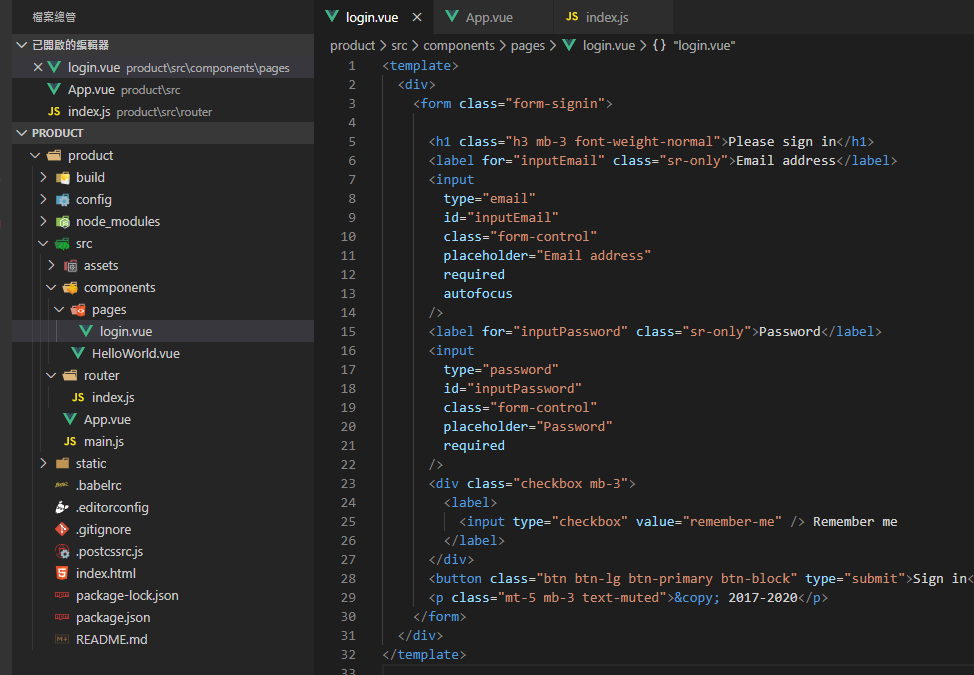 檔案總管
已開啟的編輯器
login.vue product\src\components\pages
App.vue product\src
JS index.js product\src\router
PRODUCT
product
build
config
node_modules
src
assets
components
pages
login.vue
HelloWorld.vue
router
JS index.js
App.vue
JS main.js
static
.babelrc
.editorconfig
.gitignore
.postcssrc.js
index.html
package-lock.json
package.json
README.md
login.vue
App.vue
JS index.js
product > src > components > pages > login.vue > {} "login.vue"
1 <template>
2 <div>
3 <form class="form-signin">
4
5 <h1 class="h3 mb-3 font-weight-normal">Please sign in</h1>
6 <label for="inputEmail" class="sr-only">Email address</label>
7 <input
8 type="email"
9 id="inputEmail"
10 class="form-control"
11 placeholder="Email address"
12 required
13 autofocus
14 />
15 <label for="inputPassword" class="sr-only">Password</label>
16 <input
17 type="password"
18 id="inputPassword"
19 class="form-control"
20 placeholder="Password"
21 required
22 />
23 <div class="checkbox mb-3">
24 <label>
25 <input type="checkbox" value="remember-me" /> Remember me
26 </label>
27 </div>
28 <button class="btn btn-lg btn-primary btn-block" type="submit">Sign in<
29 <p class="mt-5 mb-3 text-muted">&copy; 2017-2020</p>
30 </form>
31 </div>
32 </template>
33